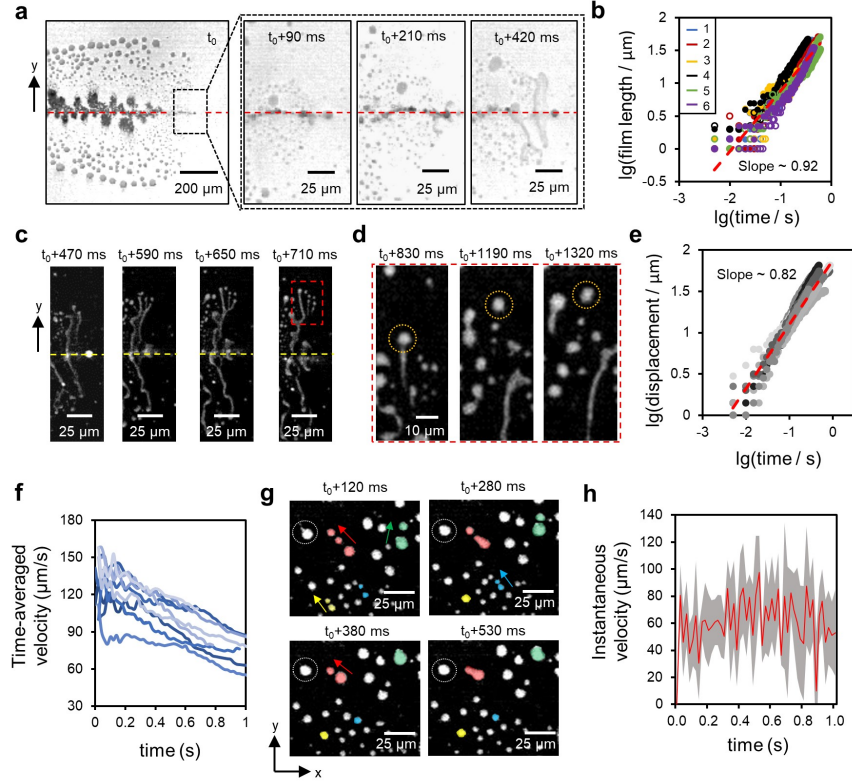 a
y
t0
t0+90 ms
t0+210 ms
t0+420 ms
200 µm
25 µm
25 µm
25 µm
b
lg(film length / µm)
2
1.5
1
0.5
0
-0.5
1
2
3
4
5
6
Slope ~ 0.92
-3
-2
-1
0
lg(time / s)
c
y
t0+470 ms
t0+590 ms
t0+650 ms
t0+710 ms
25 µm
25 µm
25 µm
25 µm
d
t0+830 ms
t0+1190 ms
t0+1320 ms
10 µm
e
lg(displacement / µm)
2
1.5
1
0.5
0
Slope ~ 0.82
-3
-2
-1
0
lg(time / s)
f
Time-averaged
velocity (µm/s)
180
150
120
90
60
30
0
0.2
0.4
0.6
0.8
1
time (s)
g
t0+120 ms
t0+280 ms
25 µm
25 µm
t0+380 ms
t0+530 ms
25 µm
25 µm
y
x
h
Instantaneous
velocity (µm/s)
140
120
100
80
60
40
20
0
0.0
0.2
0.4
0.6
0.8
1.0
time (s)